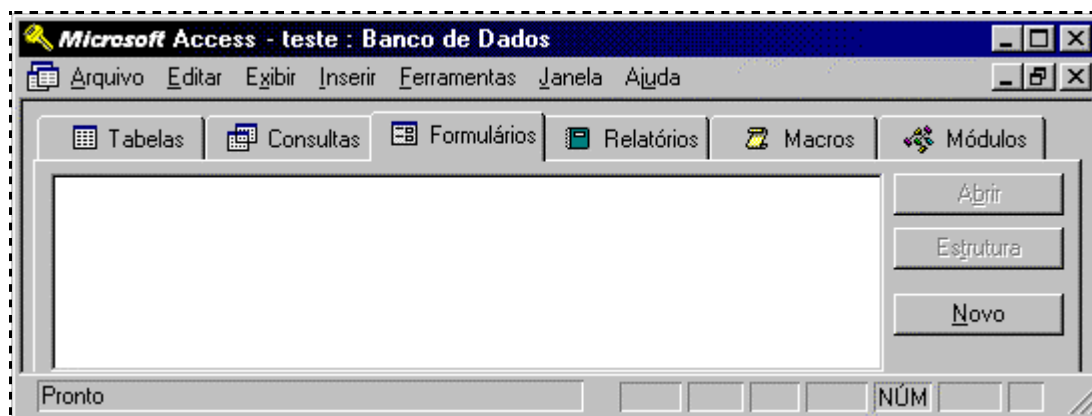 Microsoft Access - teste : Banco de Dados
Arquivo Editar Exibir Inserir Ferramentas Janela Ajuda
Tabelas Consultas Formulários Relatórios Macros Módulos
Abrir
Estrutura
Novo
Pronto NÚM